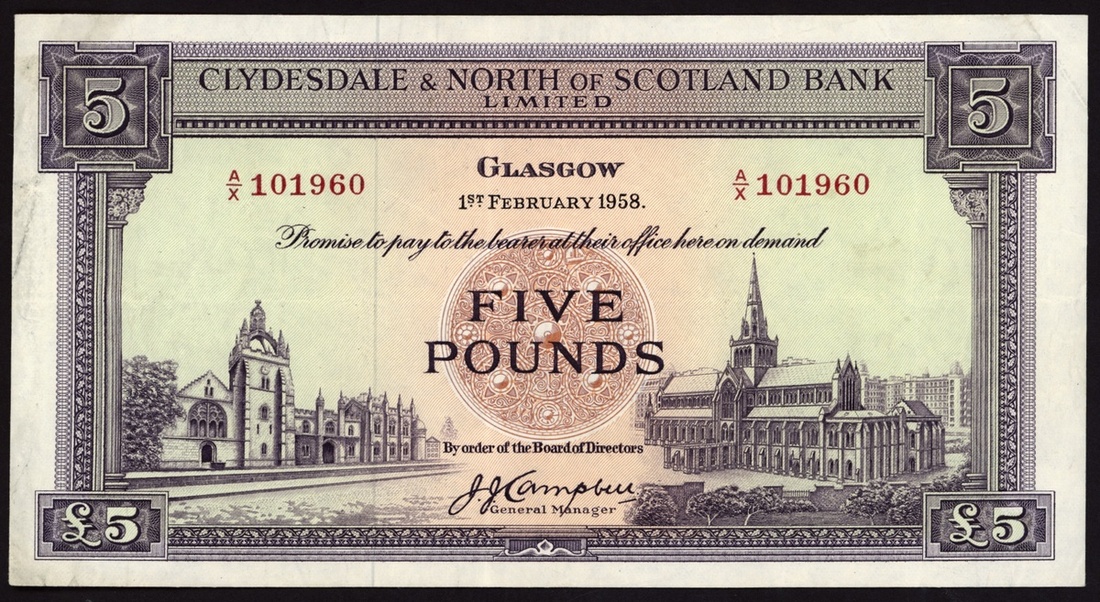 5 5
CLYDESDALE & NORTH OF SCOTLAND BANK
LIMITED
GLASGOW
A/X 101960 A/X 101960
1ST. FEBRUARY 1958.
Promise to pay to the bearer at their office here on demand
FIVE
POUNDS
By order of the Board of Directors
J.J. Campbell
General Manager
£5 £5